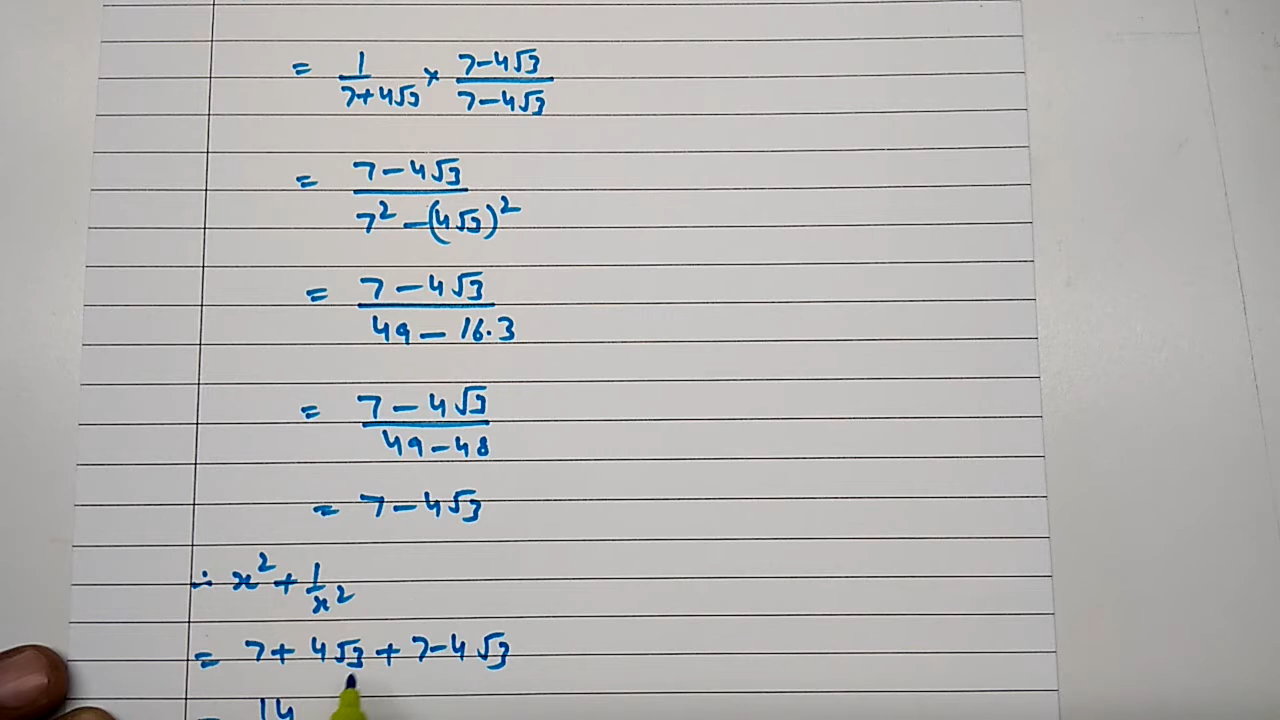 = 1/(7+4√3) × (7-4√3)/(7-4√3)
= (7-4√3)/(7² - (4√3)²)
= (7-4√3)/(49-16.3)
= (7-4√3)/(49-48)
= 7-4√3
∴ x² + 1/x²
= 7+4√3+7-4√3
= 14